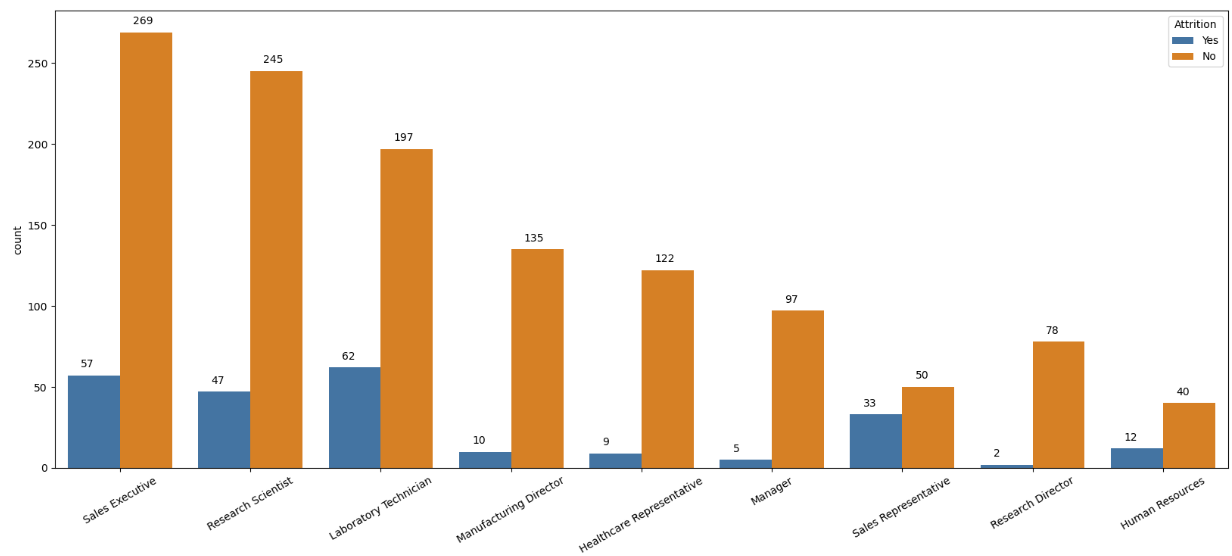 269
Attrition
Yes
No
250
245
200
197
150
135
122
100
97
78
62
57
50
50
47
40
33
12
10
9
5
2
0
count
Sales Executive
Research Scientist
Laboratory Technician
Manufacturing Director
Healthcare Representative
Manager
Sales Representative
Research Director
Human Resources